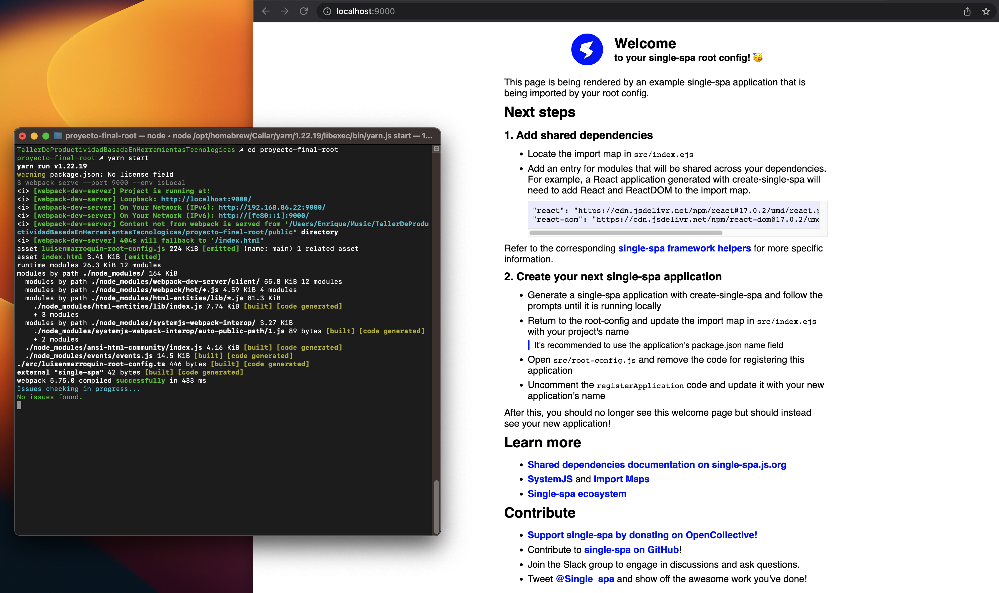 localhost:9000
Welcome
to your single-spa root config! 🥳
This page is being rendered by an example single-spa application that is
being imported by your root config.
Next steps
1. Add shared dependencies
• Locate the import map in src/index.ejs
• Add an entry for modules that will be shared across your dependencies.
For example, a React application generated with create-single-spa will
need to add React and ReactDOM to the import map.
"react": "https://cdn.jsdelivr.net/npm/react@17.0.2/umd/react.p
"react-dom": "https://cdn.jsdelivr.net/npm/react-dom@17.0.2/umd
Refer to the corresponding single-spa framework helpers for more specific
information.
2. Create your next single-spa application
• Generate a single-spa application with create-single-spa and follow the
prompts until it is running locally
• Return to the root-config and update the import map in src/index.ejs
with your project's name
It's recommended to use the application's package.json name field
• Open src/root-config.js and remove the code for registering this
application
• Uncomment the registerApplication code and update it with your new
application's name
After this, you should no longer see this welcome page but should instead
see your new application!
Learn more
• Shared dependencies documentation on single-spa.js.org
• SystemJS and Import Maps
• Single-spa ecosystem
Contribute
• Support single-spa by donating on OpenCollective!
• Contribute to single-spa on GitHub!
• Join the Slack group to engage in discussions and ask questions.
• Tweet @Single_spa and show off the awesome work you've done!
proyecto-final-root — node ◂ node /opt/homebrew/Cellar/yarn/1.22.19/libexec/bin/yarn.js start — 1...
TallerDeProductividadBasadaEnHerramientasTecnologicas ☭ cd proyecto-final-root
proyecto-final-root ☭ yarn start
yarn run v1.22.19
warning package.json: No license field
$ webpack serve --port 9000 --env isLocal
<i> [webpack-dev-server] Project is running at:
<i> [webpack-dev-server] Loopback: http://localhost:9000/
<i> [webpack-dev-server] On Your Network (IPv4): http://192.168.86.22:9000/
<i> [webpack-dev-server] On Your Network (IPv6): http://[fe80::1]:9000/
<i> [webpack-dev-server] Content not from webpack is served from '/Users/Enrique/Music/TallerDeProdu
ctividadBasadaEnHerramientasTecnologicas/proyecto-final-root/public' directory
<i> [webpack-dev-server] 404s will fallback to '/index.html'
asset luisenmarroquin-root-config.js 224 KiB [emitted] (name: main) 1 related asset
asset index.html 3.41 KiB [emitted]
runtime modules 26.3 KiB 12 modules
modules by path ./node_modules/ 164 KiB
modules by path ./node_modules/webpack-dev-server/client/ 55.8 KiB 12 modules
modules by path ./node_modules/webpack/hot/*.js 4.59 KiB 4 modules
modules by path ./node_modules/html-entities/lib/*.js 81.3 KiB
./node_modules/html-entities/lib/index.js 7.74 KiB [built] [code generated]
+ 3 modules
modules by path ./node_modules/systemjs-webpack-interop/ 3.27 KiB
./node_modules/systemjs-webpack-interop/auto-public-path/1.js 89 bytes [built] [code generated]
+ 2 modules
./node_modules/ansi-html-community/index.js 4.16 KiB [built] [code generated]
./node_modules/events/events.js 14.5 KiB [built] [code generated]
./src/luisenmarroquin-root-config.ts 446 bytes [built] [code generated]
external "single-spa" 42 bytes [built] [code generated]
webpack 5.75.0 compiled successfully in 433 ms
Issues checking in progress...
No issues found.